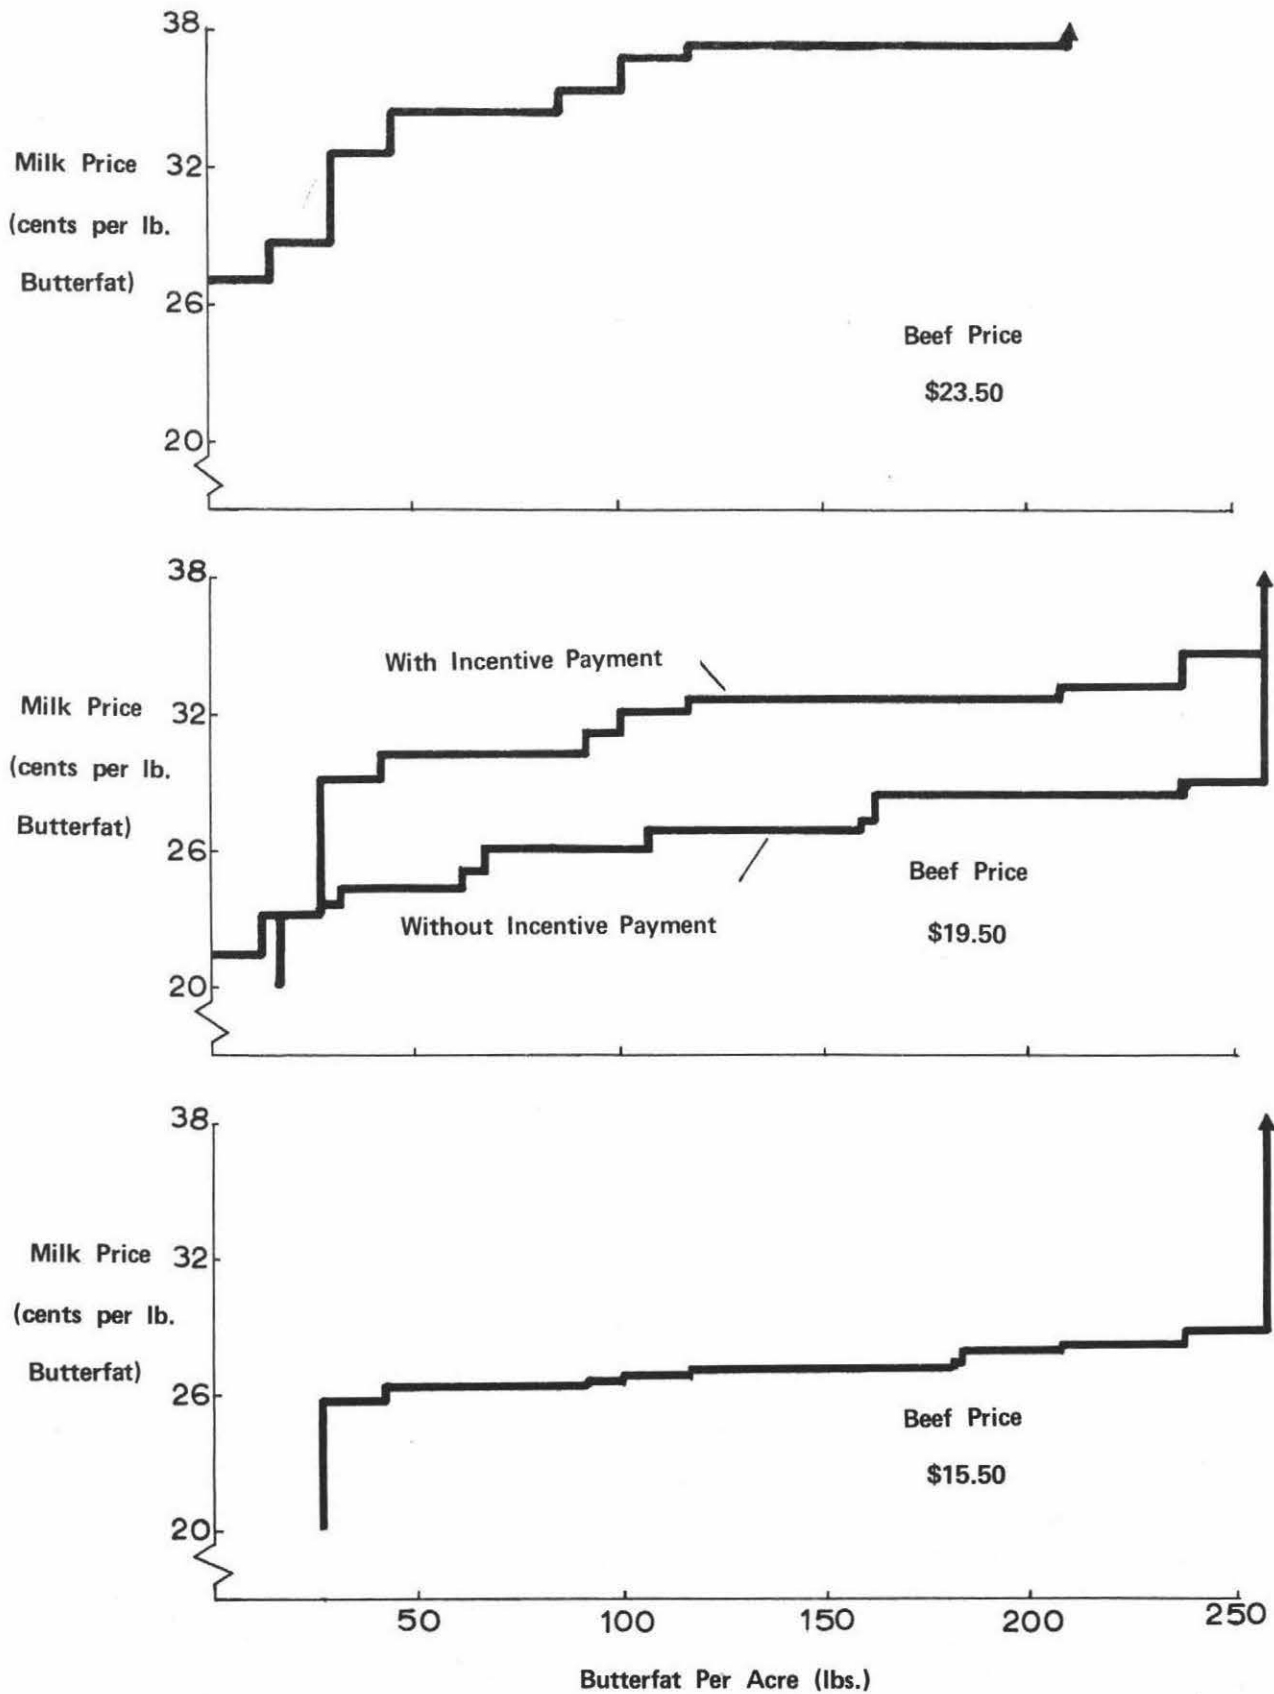 38
Milk Price 32
(cents per lb.
Butterfat) 26
Beef Price
$23.50
20
38
With Incentive Payment
Milk Price 32
(cents per lb.
Butterfat)
26
Beef Price
Without Incentive Payment
$19.50
20
38
Milk Price 32
(cents per lb.
Butterfat)
26
Beef Price
$15.50
20
50 100 150 200 250
Butterfat Per Acre (lbs.)